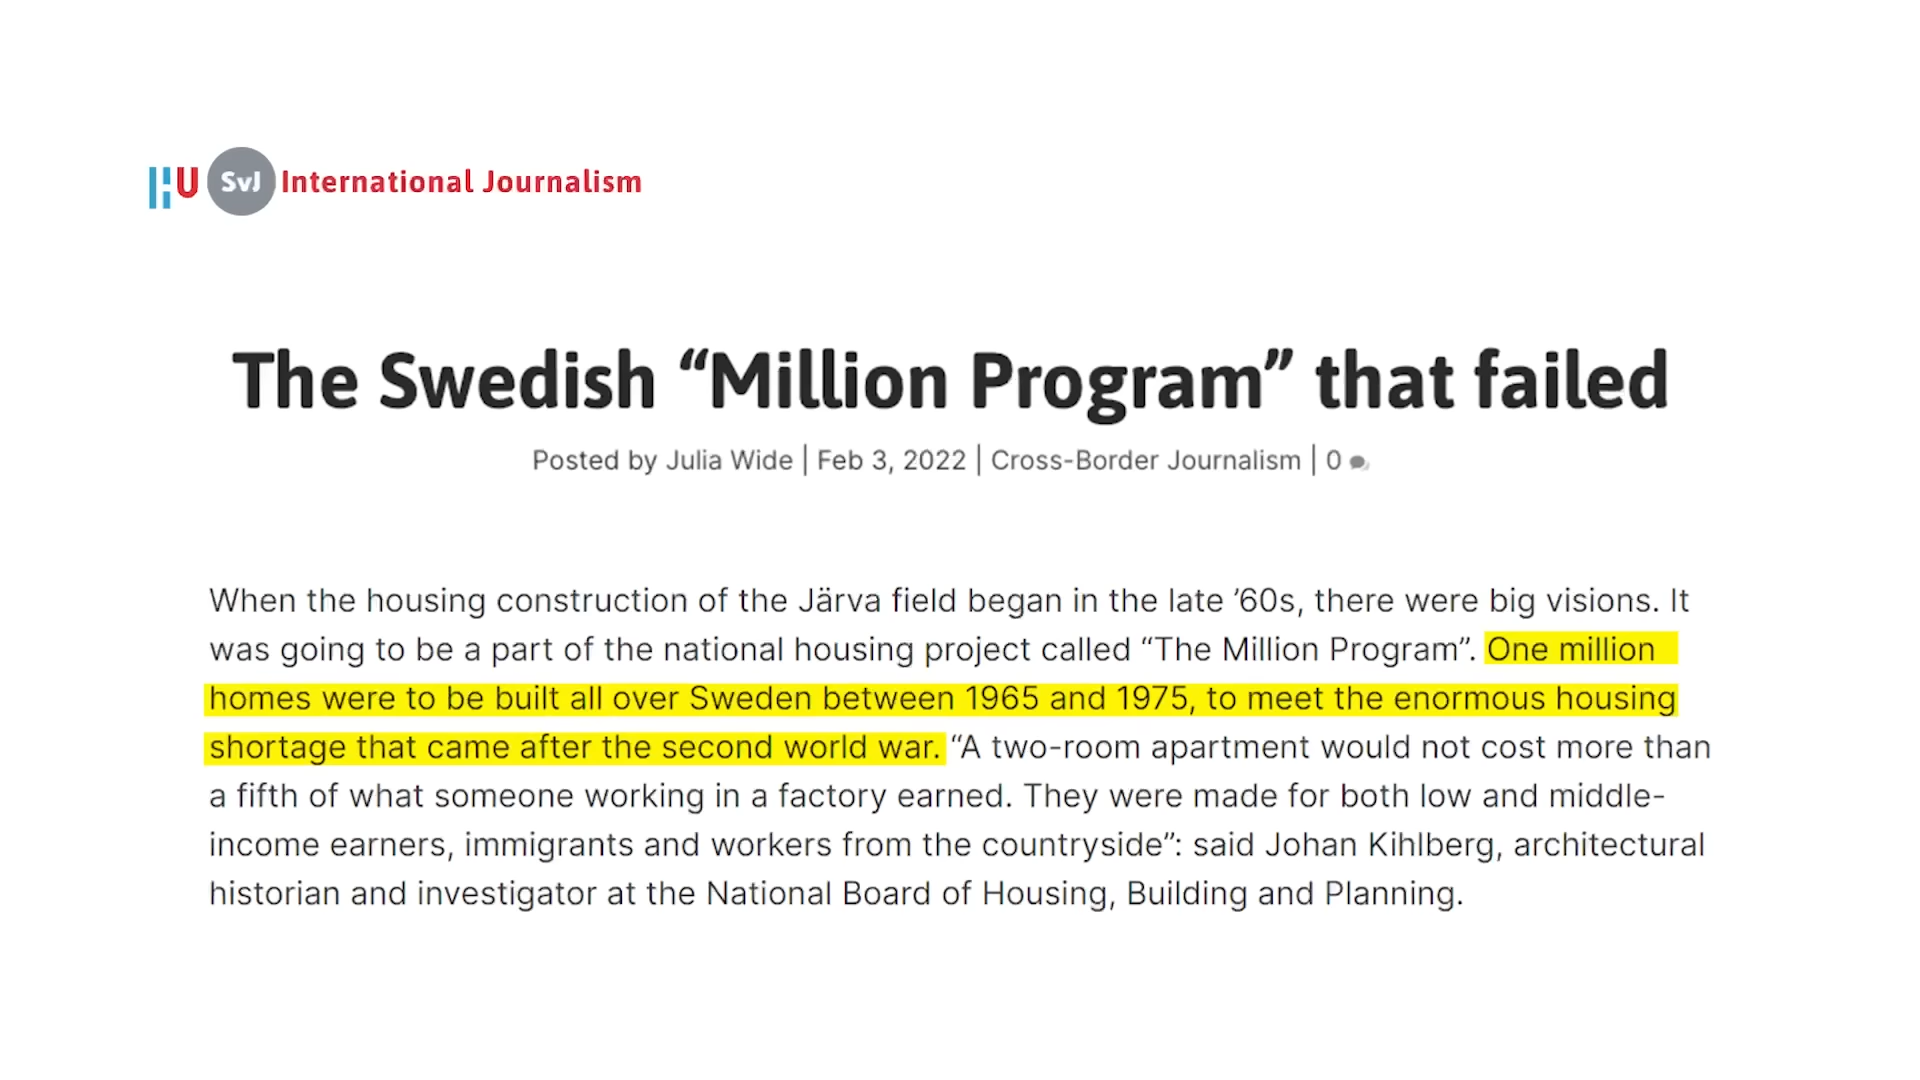 HU SvJ International Journalism
The Swedish “Million Program” that failed
Posted by Julia Wide | Feb 3, 2022 | Cross-Border Journalism | 0
When the housing construction of the Järva field began in the late ’60s, there were big visions. It
was going to be a part of the national housing project called “The Million Program”. One million
homes were to be built all over Sweden between 1965 and 1975, to meet the enormous housing
shortage that came after the second world war. “A two-room apartment would not cost more than
a fifth of what someone working in a factory earned. They were made for both low and middle-
income earners, immigrants and workers from the countryside”: said Johan Kihlberg, architectural
historian and investigator at the National Board of Housing, Building and Planning.